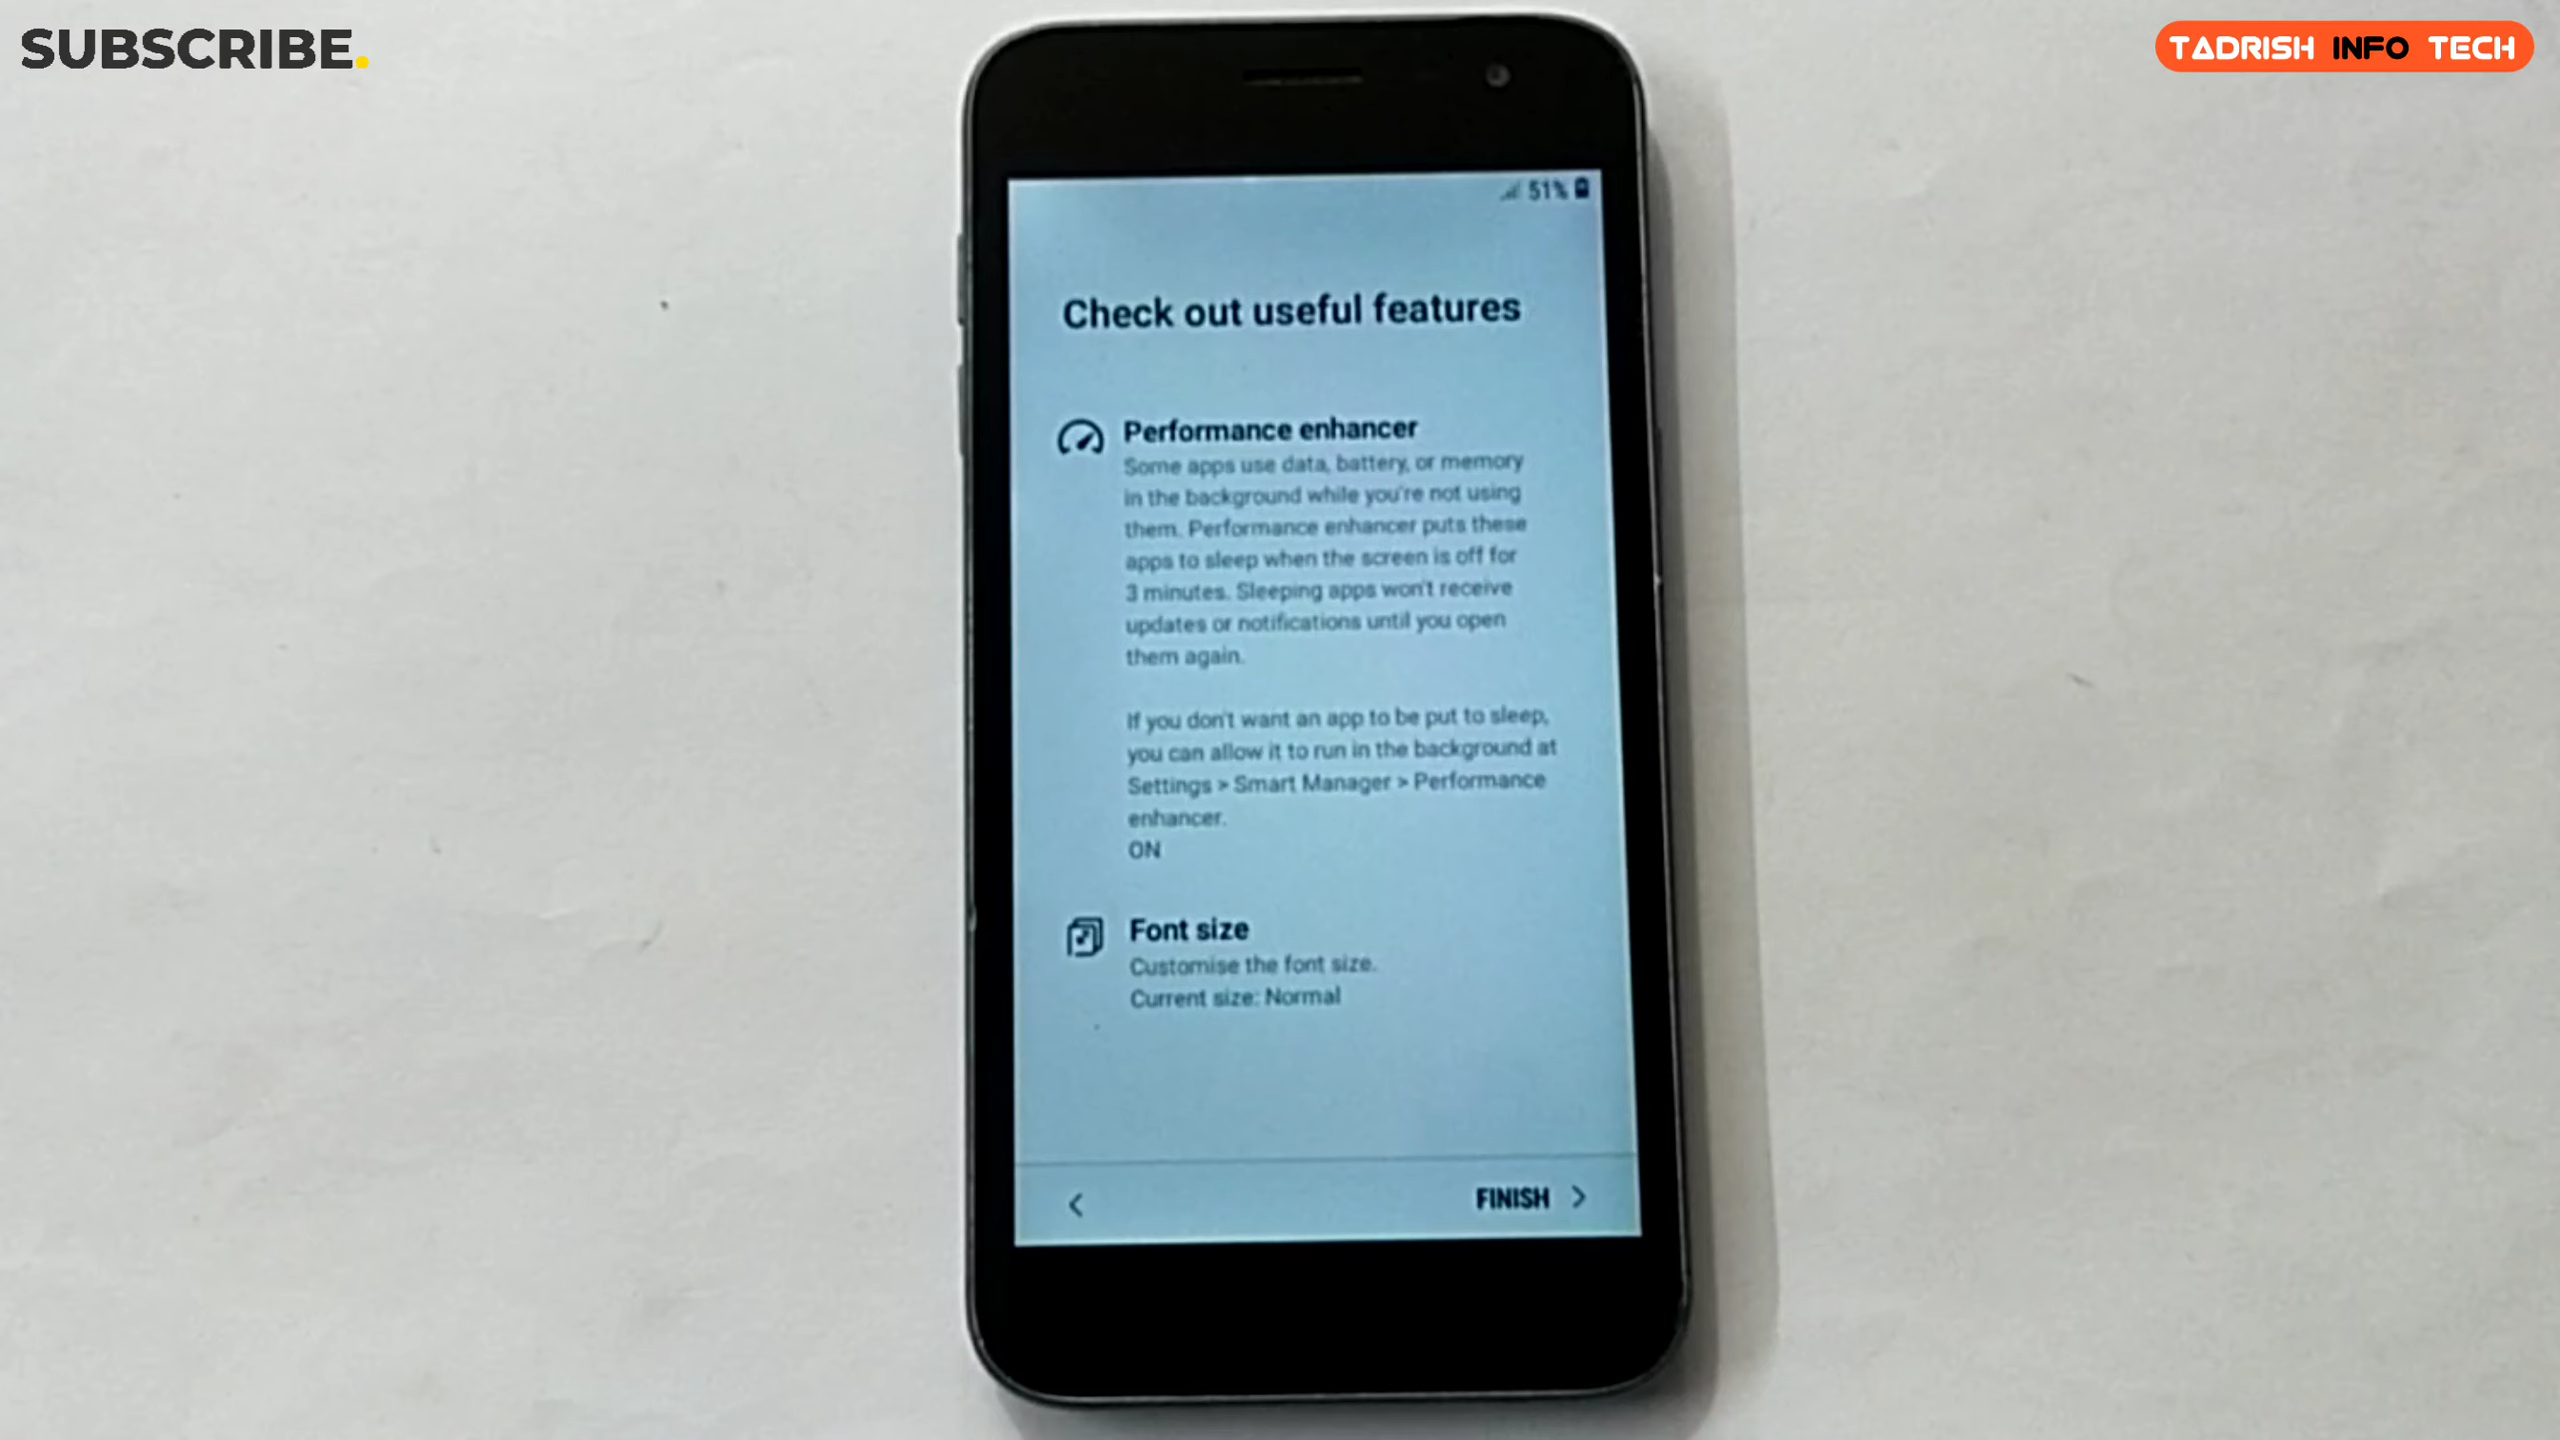 SUBSCRIBE.
TADRISH INFO TECH
51%
Check out useful features
Performance enhancer
Some apps use data, battery, or memory
in the background while you're not using
them. Performance enhancer puts these
apps to sleep when the screen is off for
3 minutes. Sleeping apps won't receive
updates or notifications until you open
them again.
If you don't want an app to be put to sleep,
you can allow it to run in the background at
Settings > Smart Manager > Performance
enhancer.
ON
Font size
Customise the font size.
Current size: Normal
< FINISH >